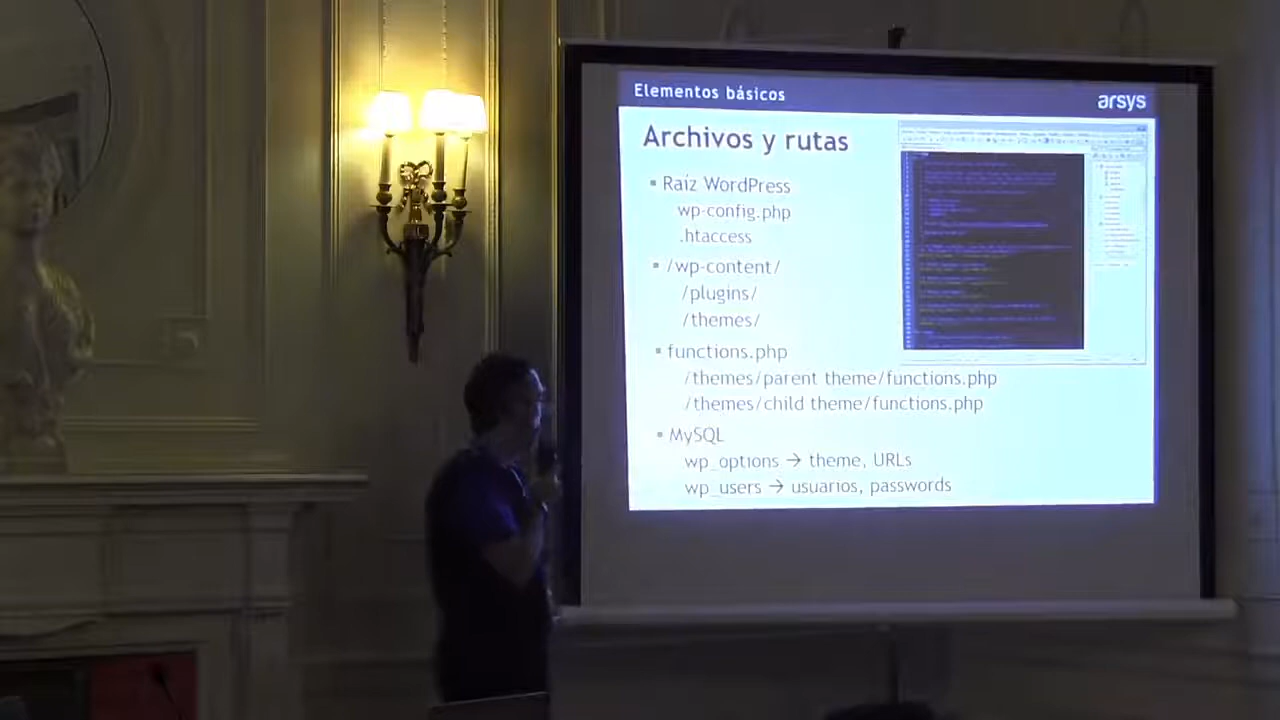 Elementos básicos
arsys
Archivos y rutas
▪ Raíz WordPress
wp-config.php
.htaccess
▪ /wp-content/
/plugins/
/themes/
▪ functions.php
/themes/parent theme/functions.php
/themes/child theme/functions.php
▪ MySQL
wp_options → theme, URLs
wp_users → usuarios, passwords